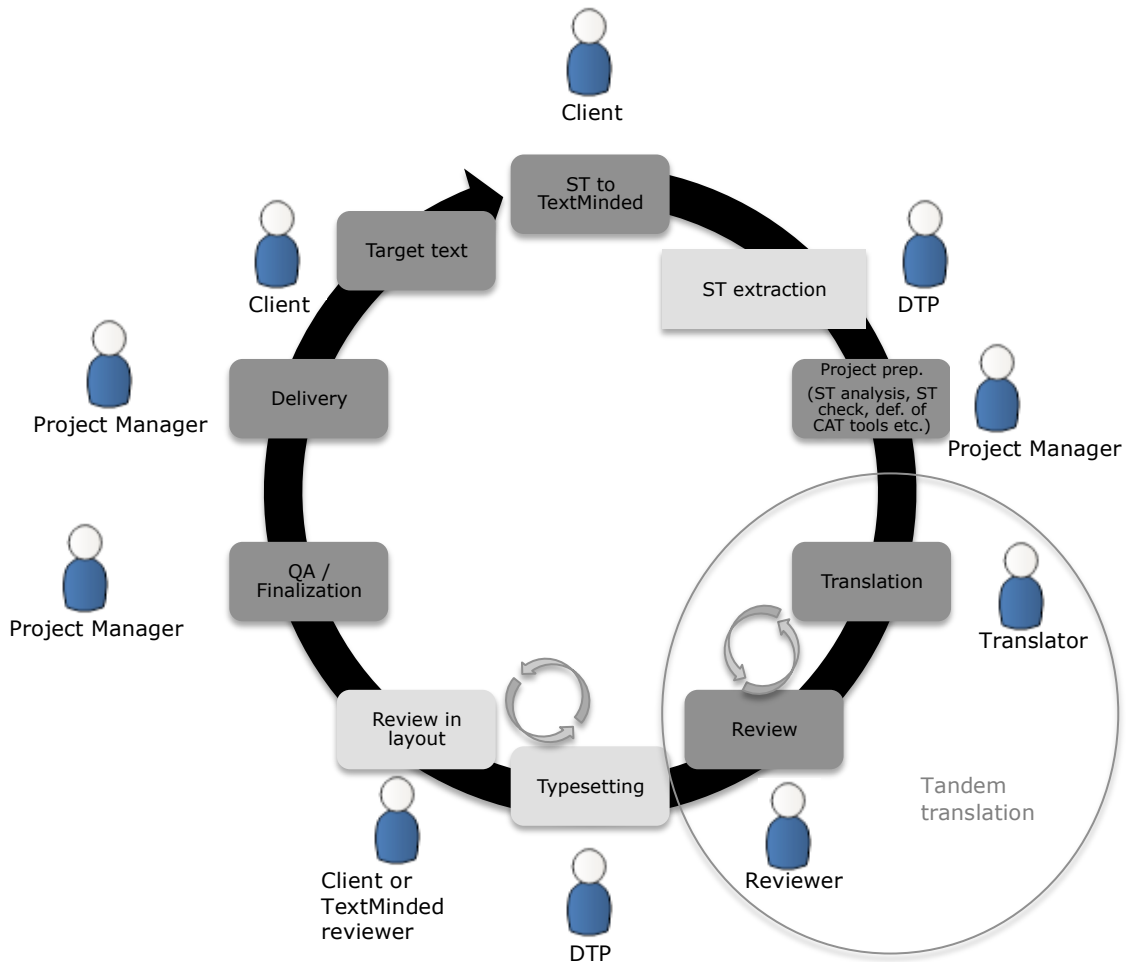 Client
ST to
TextMinded
Client
Target text
ST extraction
DTP
Project Manager
Delivery
Project prep.
(ST analysis, ST
check, def. of
CAT tools etc.)
Project Manager
QA /
Finalization
Project Manager
Translation
Translator
Review in
layout
Typesetting
Review
Tandem
translation
Client or
TextMinded
reviewer
DTP
Reviewer